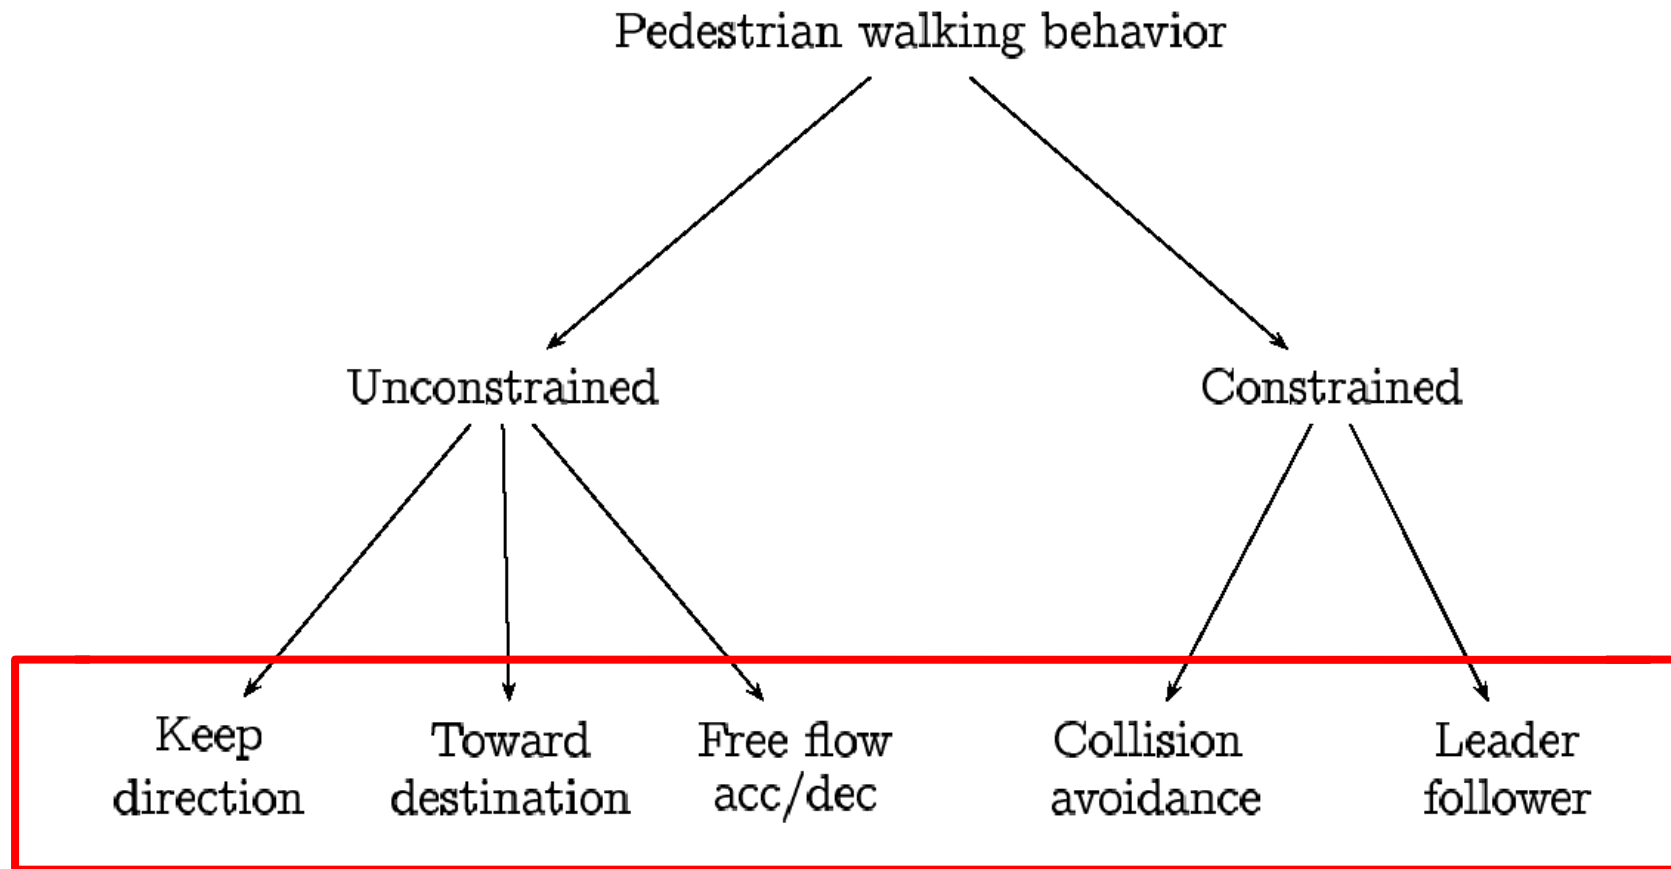 Pedestrian walking behavior
Unconstrained
Constrained
Keep
direction
Toward
destination
Free flow
acc/dec
Collision
avoidance
Leader
follower